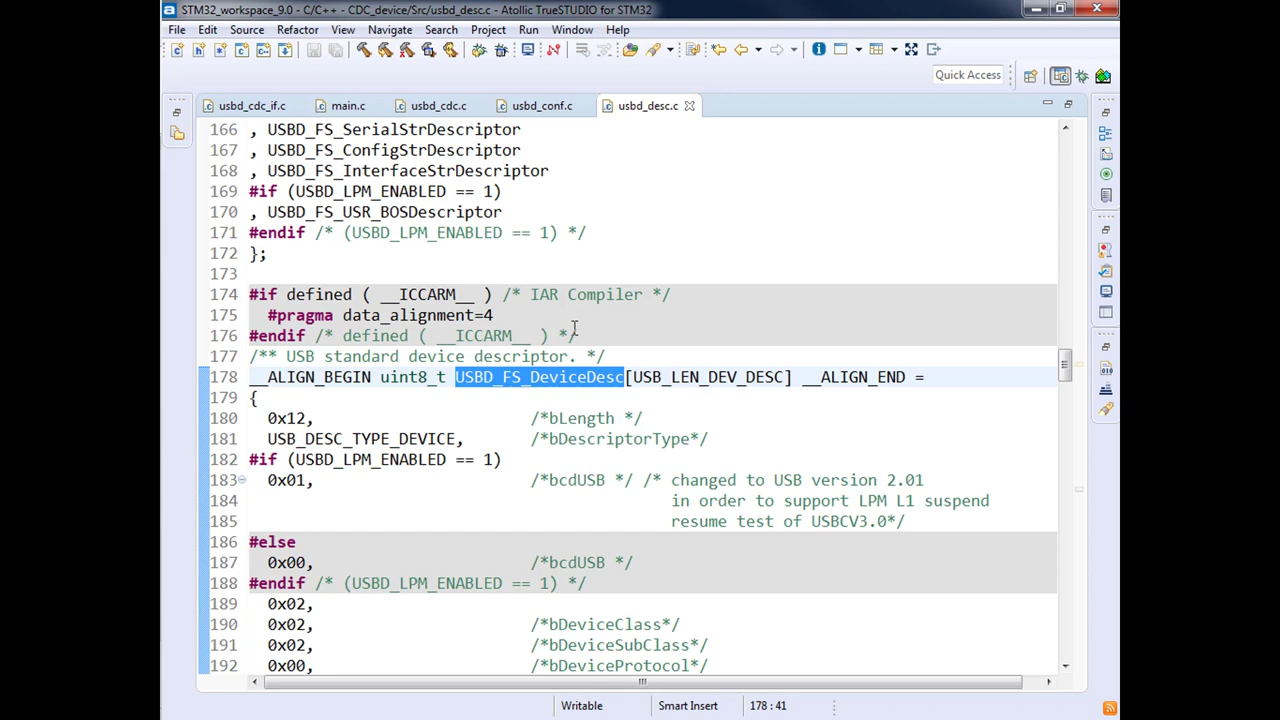 STM32_workspace_9.0 - C/C++ - CDC_device/Src/usbd_desc.c - Atollic TrueSTUDIO for STM32
File Edit Source Refactor View Navigate Search Project Run Window Help
Quick Access
usbd_cdc_if.c main.c usbd_cdc.c usbd_conf.c usbd_desc.c
166 , USBD_FS_SerialStrDescriptor
167 , USBD_FS_ConfigStrDescriptor
168 , USBD_FS_InterfaceStrDescriptor
169 #if (USBD_LPM_ENABLED == 1)
170 , USBD_FS_USR_BOSDescriptor
171 #endif /* (USBD_LPM_ENABLED == 1) */
172 };
173
174 #if defined ( __ICCARM__ ) /* IAR Compiler */
175 #pragma data_alignment=4
176 #endif /* defined ( __ICCARM__ ) */
177 /** USB standard device descriptor. */
178 __ALIGN_BEGIN uint8_t USBD_FS_DeviceDesc[USB_LEN_DEV_DESC] __ALIGN_END =
179 {
180 0x12, /*bLength */
181 USB_DESC_TYPE_DEVICE, /*bDescriptorType*/
182 #if (USBD_LPM_ENABLED == 1)
183 0x01, /*bcdUSB */ /* changed to USB version 2.01
184 in order to support LPM L1 suspend
185 resume test of USBCV3.0*/
186 #else
187 0x00, /*bcdUSB */
188 #endif /* (USBD_LPM_ENABLED == 1) */
189 0x02,
190 0x02, /*bDeviceClass*/
191 0x02, /*bDeviceSubClass*/
192 0x00, /*bDeviceProtocol*/
Writable Smart Insert 178 : 41